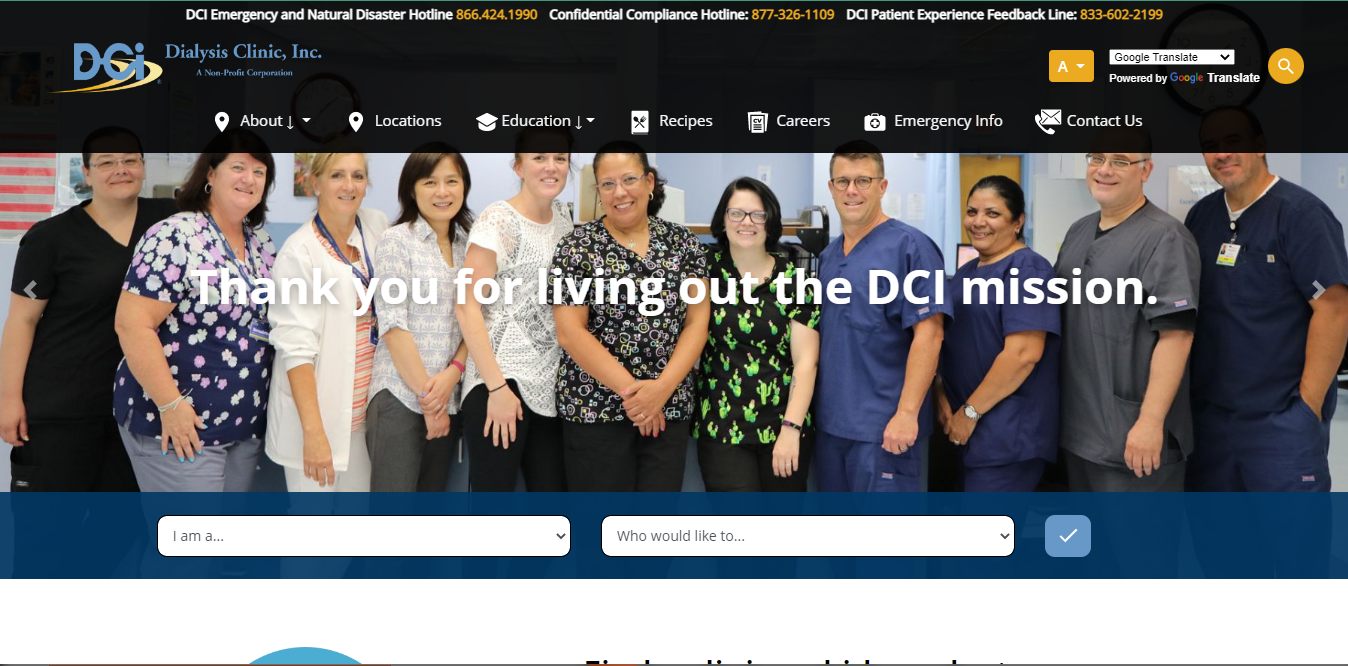 DCI Emergency and Natural Disaster Hotline 866.424.1990 Confidential Compliance Hotline: 877-326-1109 DCI Patient Experience Feedback Line: 833-602-2199
DCi Dialysis Clinic, Inc.
A Non-Profit Corporation
A
Google Translate
Powered by Google Translate
About ↓ Locations Education ↓ Recipes Careers Emergency Info Contact Us
Thank you for living out the DCI mission.
I am a... Who would like to...